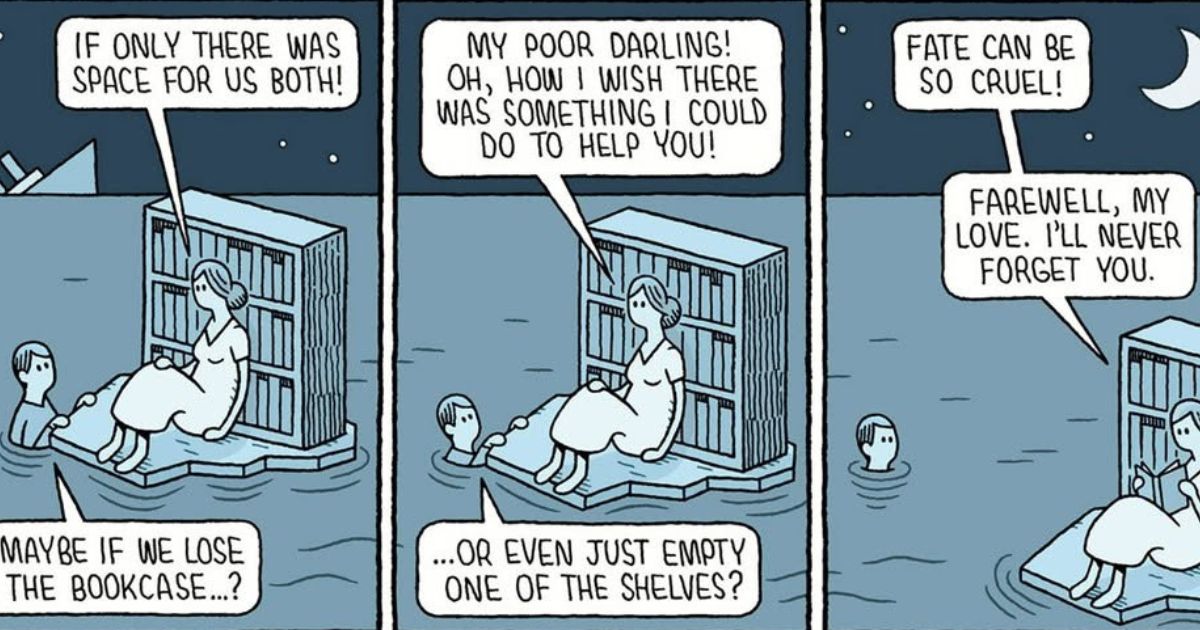 IF ONLY THERE WAS
SPACE FOR US BOTH!
MAYBE IF WE LOSE
THE BOOKCASE...?
MY POOR DARLING!
OH, HOW I WISH THERE
WAS SOMETHING I COULD
DO TO HELP YOU!
...OR EVEN JUST EMPTY
ONE OF THE SHELVES?
FATE CAN BE
SO CRUEL!
FAREWELL, MY
LOVE. I'LL NEVER
FORGET YOU.